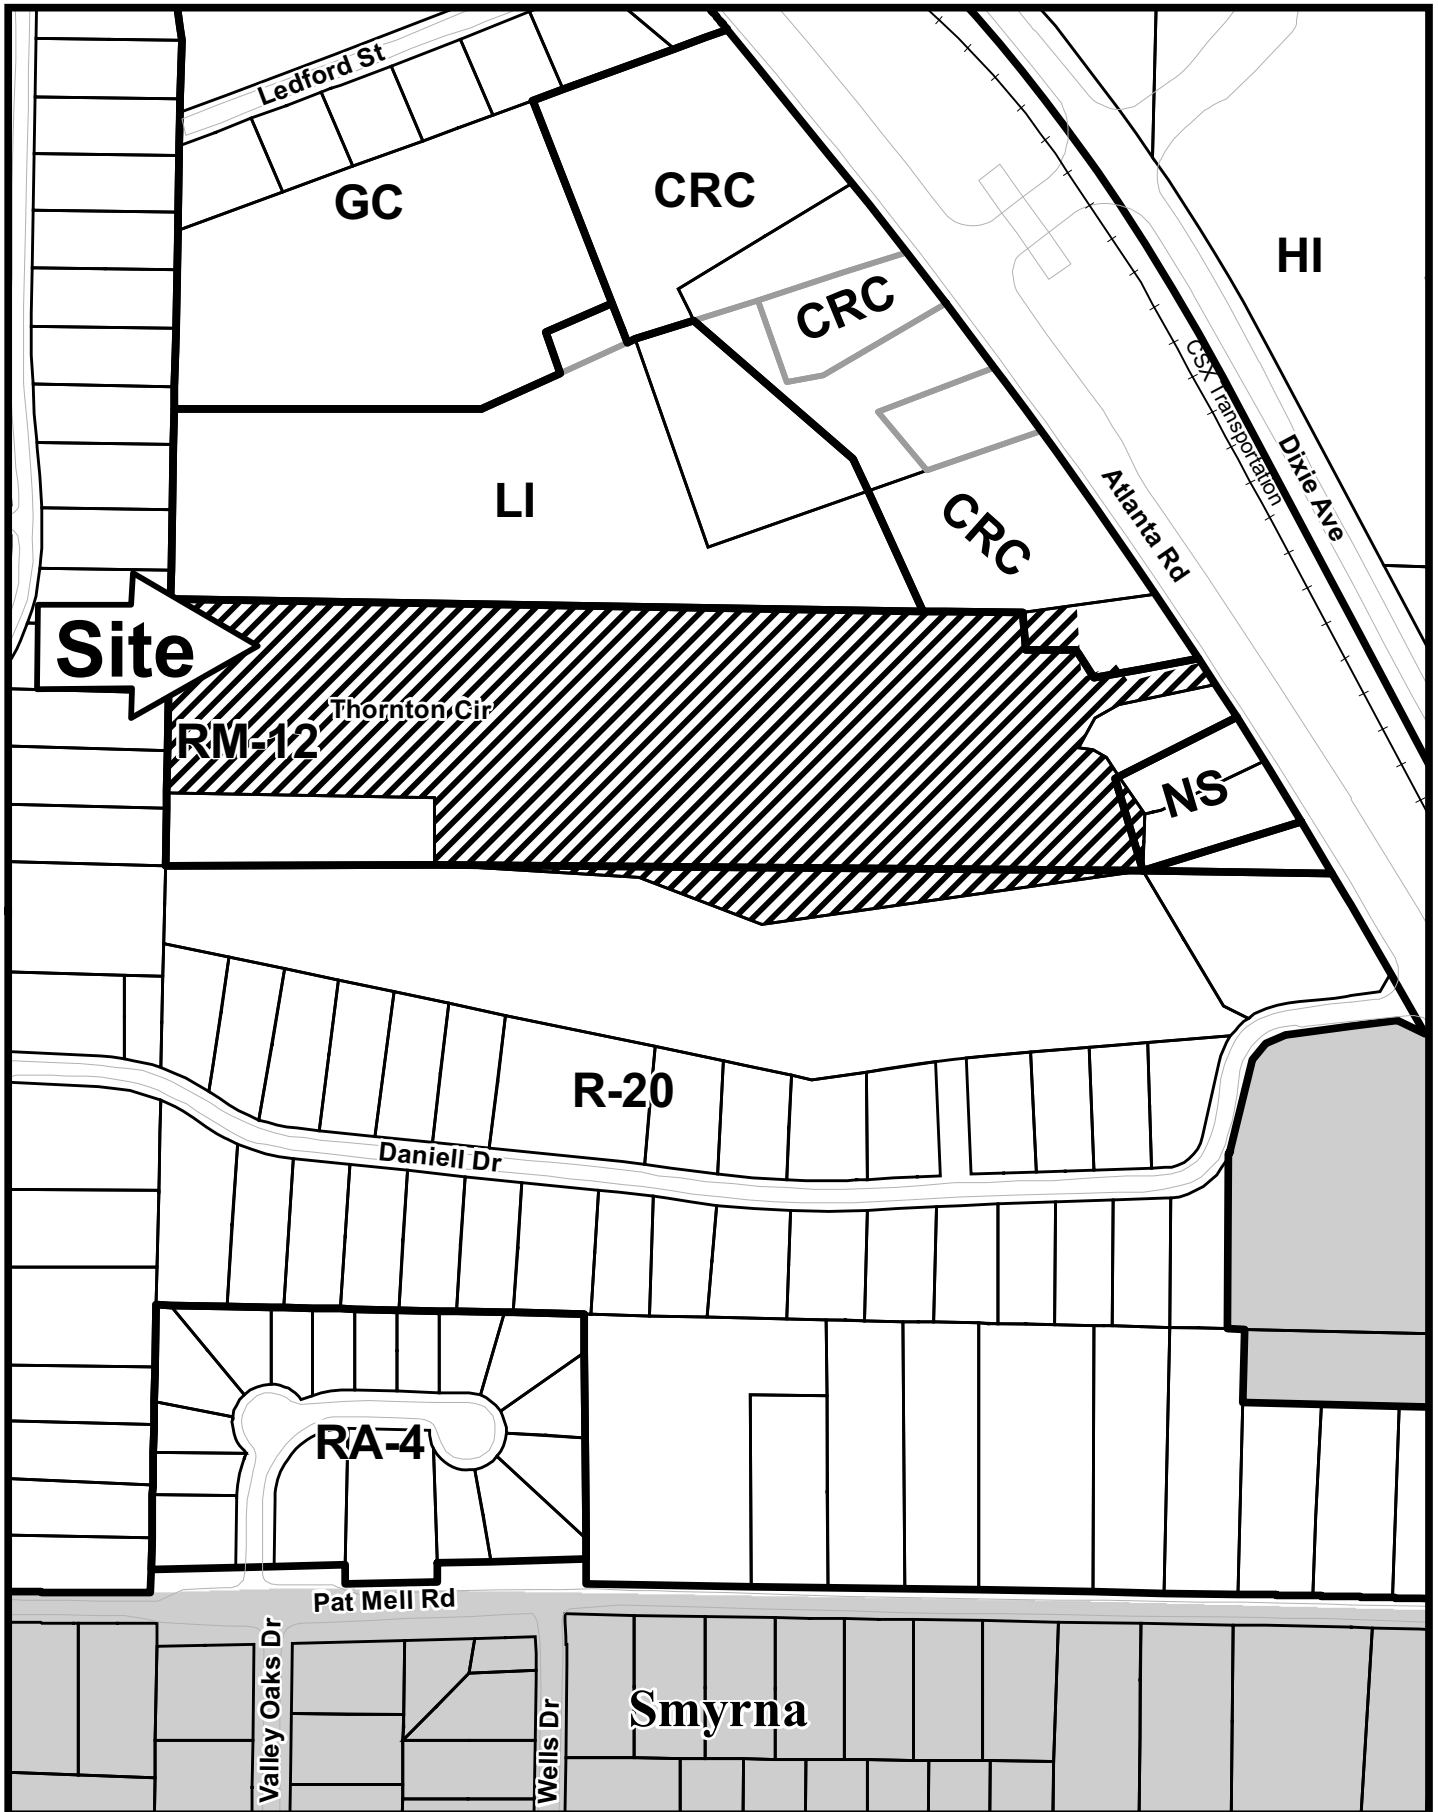 Ledford St
GC
CRC
HI
CRC
CSX Transportation
Dixie Ave
Atlanta Rd
LI
CRC
Site
Thornton Cir
RM-12
NS
R-20
Daniell Dr
RA-4
Pat Mell Rd
Valley Oaks Dr
Wells Dr
Smyrna